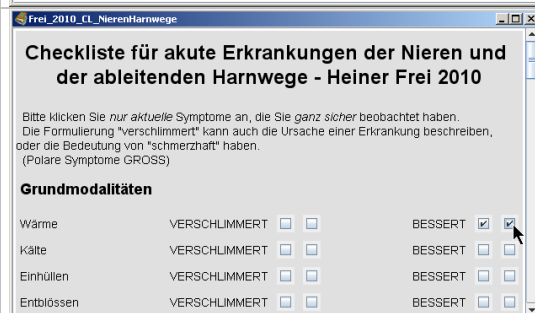 Frei_2010_CL_NierenHarnwege
Checkliste für akute Erkrankungen der Nieren und
der ableitenden Harnwege - Heiner Frei 2010
Bitte klicken Sie nur aktuelle Symptome an, die Sie ganz sicher beobachtet haben.
Die Formulierung "verschlimmert" kann auch die Ursache einer Erkrankung beschreiben,
oder die Bedeutung von "schmerzhaft" haben.
(Polare Symptome GROSS)
Grundmodalitäten
Wärme VERSCHLIMMERT BESSERT
Kälte VERSCHLIMMERT BESSERT
Einhüllen VERSCHLIMMERT BESSERT
Entblössen VERSCHLIMMERT BESSERT